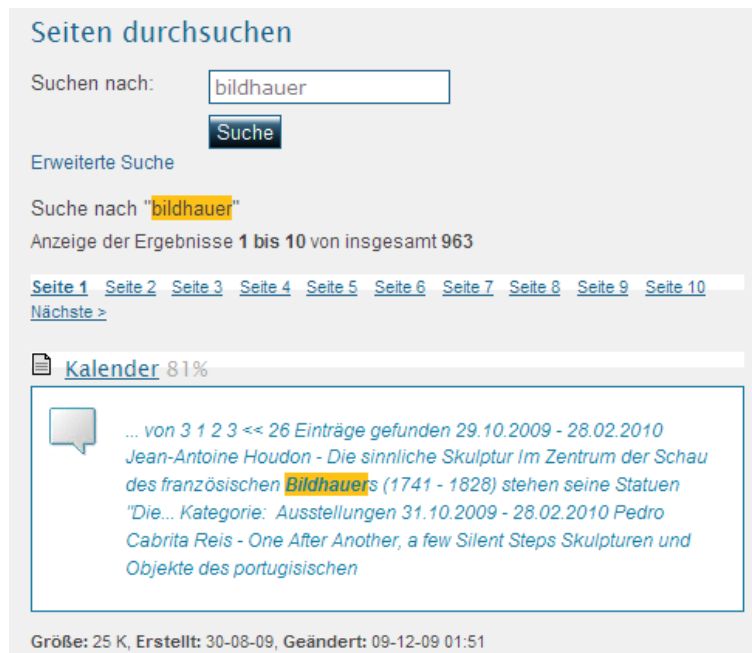 Seiten durchsuchen
Suchen nach: bildhauer
Suche
Erweiterte Suche
Suche nach "bildhauer"
Anzeige der Ergebnisse 1 bis 10 von insgesamt 963
Seite 1 Seite 2 Seite 3 Seite 4 Seite 5 Seite 6 Seite 7 Seite 8 Seite 9 Seite 10
Nächste >
Kalender 81%
... von 3 1 2 3 << 26 Einträge gefunden 29.10.2009 - 28.02.2010
Jean-Antoine Houdon - Die sinnliche Skulptur Im Zentrum der Schau
des französischen Bildhauers (1741 - 1828) stehen seine Statuen
"Die... Kategorie: Ausstellungen 31.10.2009 - 28.02.2010 Pedro
Cabrita Reis - One After Another, a few Silent Steps Skulpturen und
Objekte des portugisischen
Größe: 25 K, Erstellt: 30-08-09, Geändert: 09-12-09 01:51